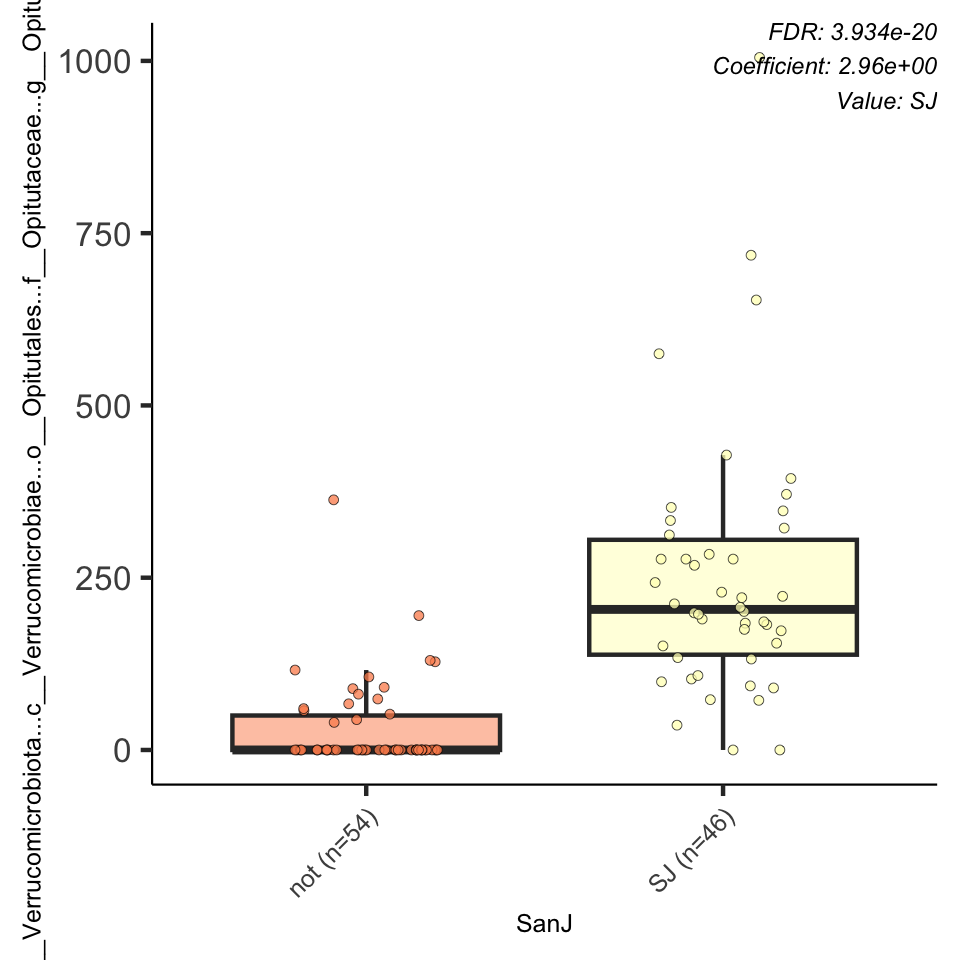 FDR: 3.934e-20
Coefficient: 2.96e+00
Value: SJ
__Verrucomicrobiota...c__Verrucomicrobiae...o__Opitutales...f__Opitutaceae...g__Opitu
1000
750
500
250
0
not (n=54)
SJ (n=46)
SanJ